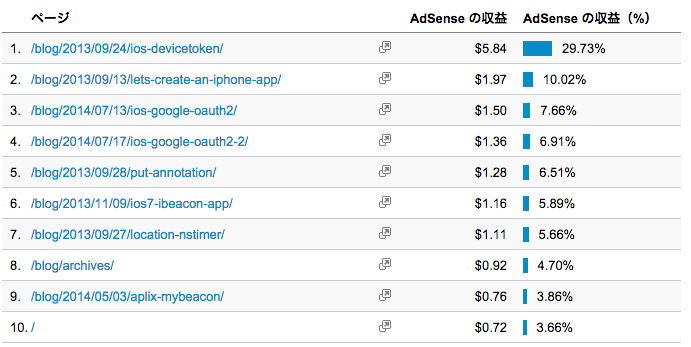 ページ AdSense の収益 AdSense の収益（%）
1. /blog/2013/09/24/ios-devicetoken/ $5.84 29.73%
2. /blog/2013/09/13/lets-create-an-iphone-app/ $1.97 10.02%
3. /blog/2014/07/13/ios-google-oauth2/ $1.50 7.66%
4. /blog/2014/07/17/ios-google-oauth2-2/ $1.36 6.91%
5. /blog/2013/09/28/put-annotation/ $1.28 6.51%
6. /blog/2013/11/09/ios7-ibeacon-app/ $1.16 5.89%
7. /blog/2013/09/27/location-nstimer/ $1.11 5.66%
8. /blog/archives/ $0.92 4.70%
9. /blog/2014/05/03/aplix-mybeacon/ $0.76 3.86%
10. / $0.72 3.66%